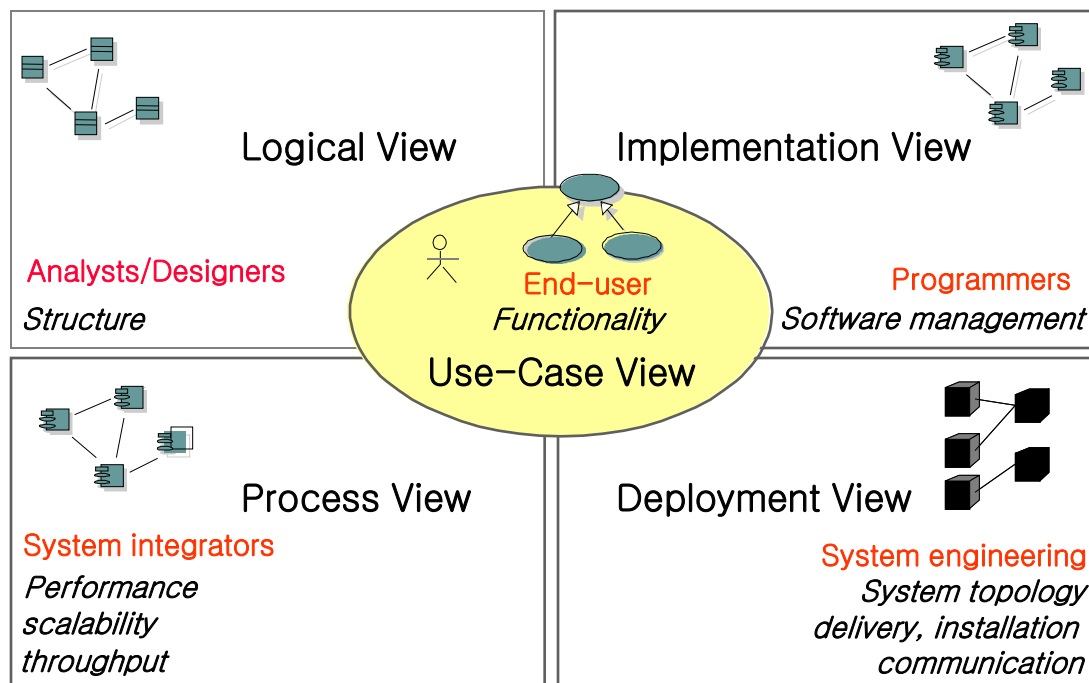 Logical View
Analysts/Designers
Structure
Implementation View
Programmers
Software management
End-user
Functionality
Use-Case View
Process View
System integrators
Performance
scalability
throughput
Deployment View
System engineering
System topology
delivery, installation
communication